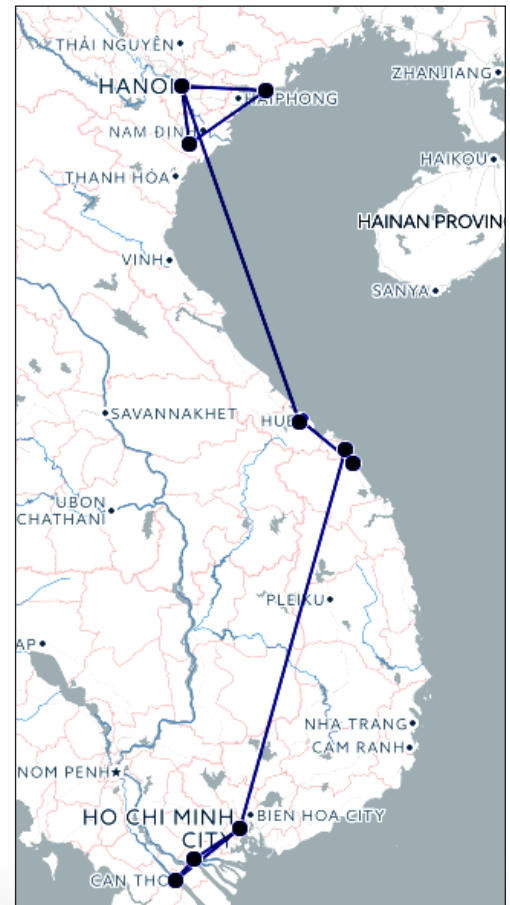 THÁI NGUYÊN
ZHANJIANG
HANOI
HAIPHONG
NAM ĐỊNH
HAIKOU
THANH HÓA
HAINAN PROVIN
VINH
SANYA
SAVANNAKHET
HUE
UBON
CHATHANI
PLEIKU
AP
NHA TRANG
CAM RANH
NOM PENH
HO CHI MINH
CITY
BIEN HOA CITY
CAN THO